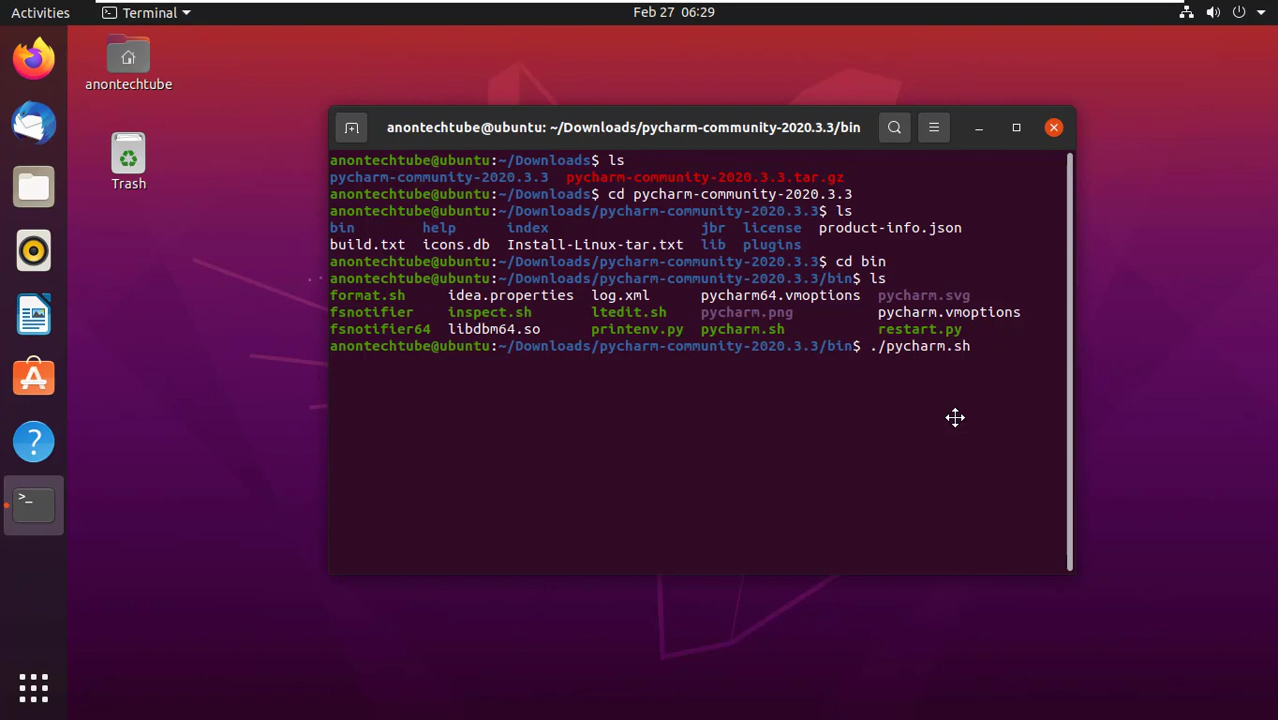 Activities
Terminal
Feb 27 06:29
anontechtube
Trash
anontechtube@ubuntu: ~/Downloads/pycharm-community-2020.3.3/bin
anontechtube@ubuntu:~/Downloads$ ls
pycharm-community-2020.3.3 pycharm-community-2020.3.3.tar.gz
anontechtube@ubuntu:~/Downloads$ cd pycharm-community-2020.3.3
anontechtube@ubuntu:~/Downloads/pycharm-community-2020.3.3$ ls
bin help index jbr license product-info.json
build.txt icons.db Install-Linux-tar.txt lib plugins
anontechtube@ubuntu:~/Downloads/pycharm-community-2020.3.3$ cd bin
anontechtube@ubuntu:~/Downloads/pycharm-community-2020.3.3/bin$ ls
format.sh idea.properties log.xml pycharm64.vmoptions pycharm.svg
fsnotifier inspect.sh ltedit.sh pycharm.png pycharm.vmoptions
fsnotifier64 libdbm64.so printenv.py pycharm.sh restart.py
anontechtube@ubuntu:~/Downloads/pycharm-community-2020.3.3/bin$ ./pycharm.sh